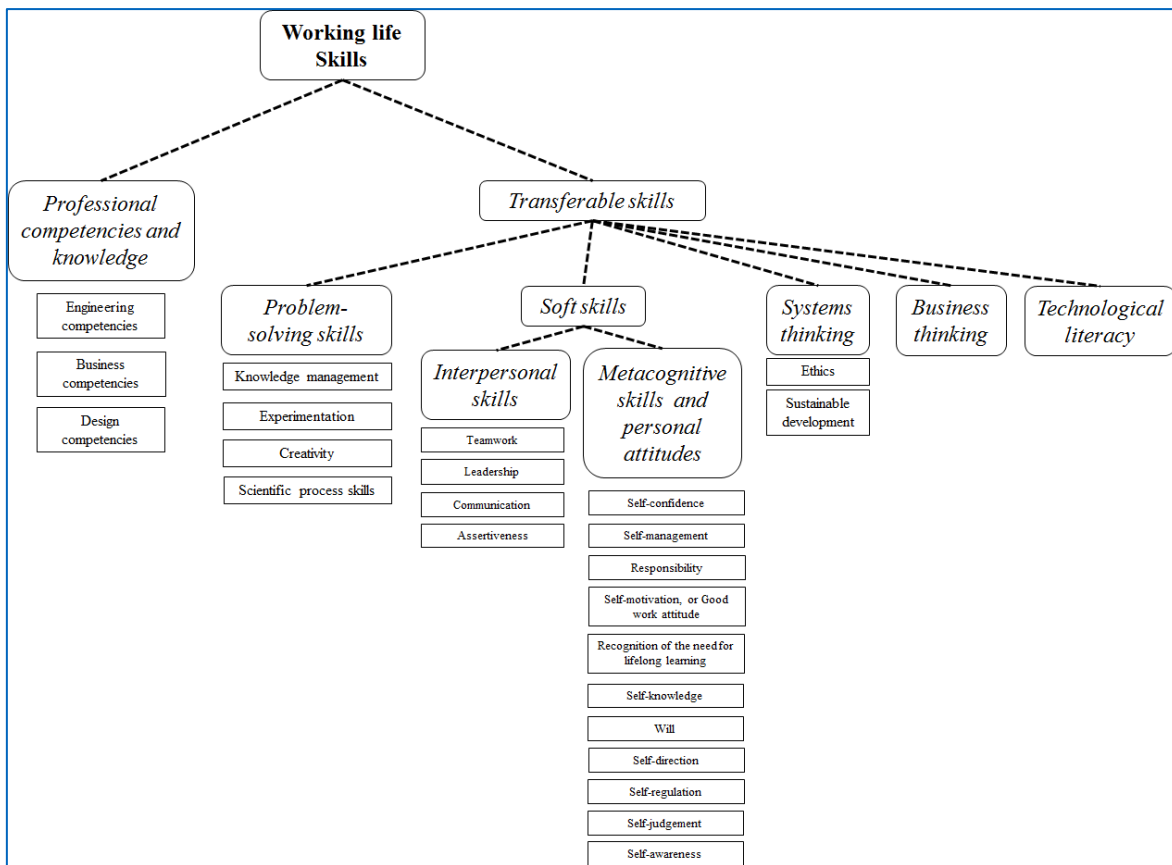 Working life
Skills
Professional
competencies and
knowledge
Engineering
competencies
Business
competencies
Design
competencies
Transferable skills
Problem-
solving skills
Knowledge management
Experimentation
Creativity
Scientific process skills
Soft skills
Interpersonal
skills
Teamwork
Leadership
Communication
Assertiveness
Metacognitive
skills and
personal
attitudes
Self-confidence
Self-management
Responsibility
Self-motivation, or Good
work attitude
Recognition of the need for
lifelong learning
Self-knowledge
Will
Self-direction
Self-regulation
Self-judgement
Self-awareness
Systems
thinking
Ethics
Sustainable
development
Business
thinking
Technological
literacy